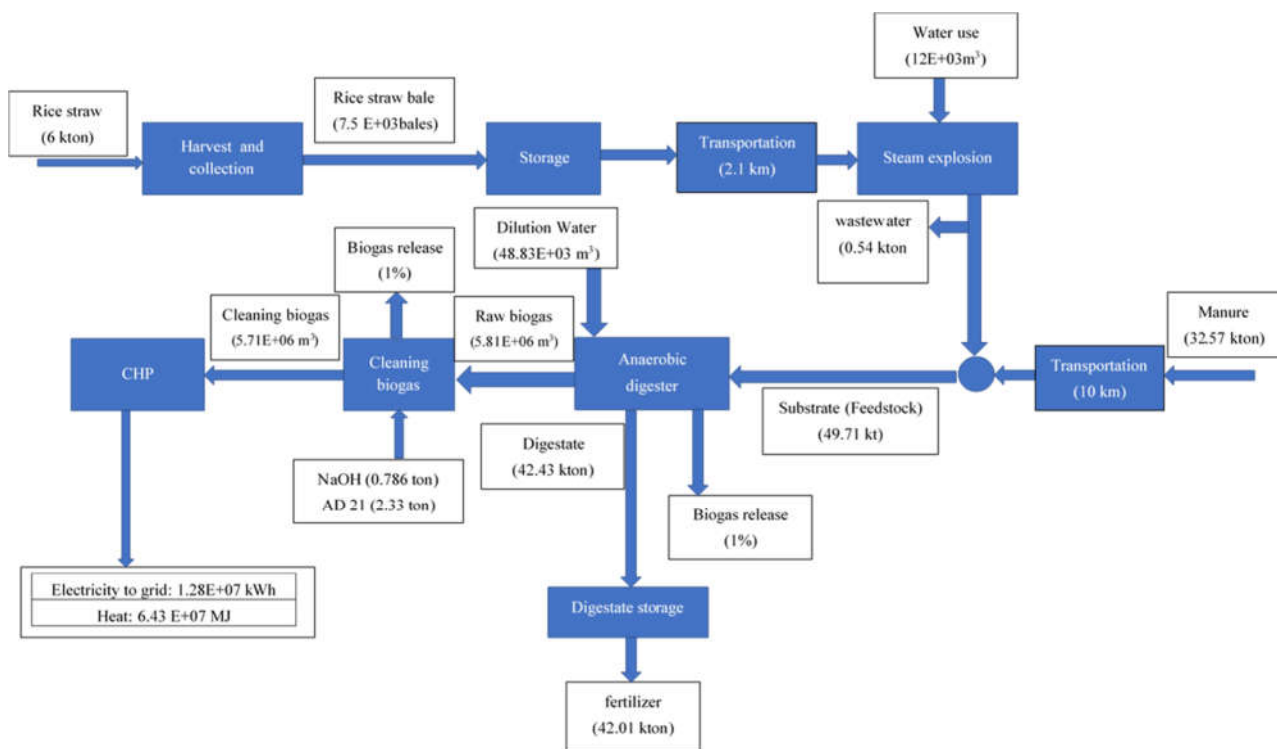 Water use
(12E+03m³)
Rice straw
(6 kton)
Rice straw bale
(7.5 E+03bales)
Harvest and
collection
Storage
Transportation
(2.1 km)
Steam explosion
wastewater
(0.54 kton
Dilution Water
(48.83E+03 m³)
Biogas release
(1%)
Cleaning biogas
(5.71E+06 m³)
Raw biogas
(5.81E+06 m³)
Manure
(32.57 kton)
CHP
Cleaning
biogas
Anaerobic
digester
Transportation
(10 km)
Substrate (Feedstock)
(49.71 kt)
Digestate
(42.43 kton)
NaOH (0.786 ton)
AD 21 (2.33 ton)
Biogas release
(1%)
Electricity to grid: 1.28E+07 kWh
Heat: 6.43 E+07 MJ
Digestate storage
fertilizer
(42.01 kton)